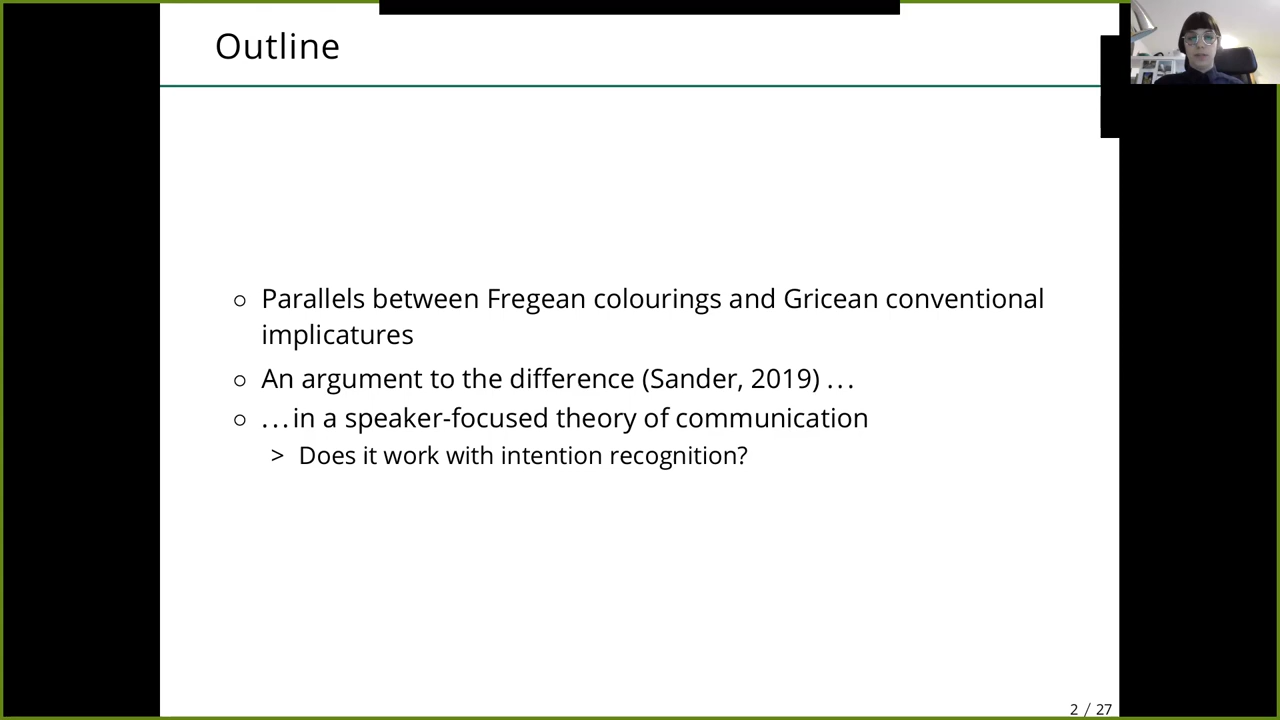 Outline
○ Parallels between Fregean colourings and Gricean conventional
implicatures
○ An argument to the difference (Sander, 2019) ...
○ ...in a speaker-focused theory of communication
> Does it work with intention recognition?
2 / 27